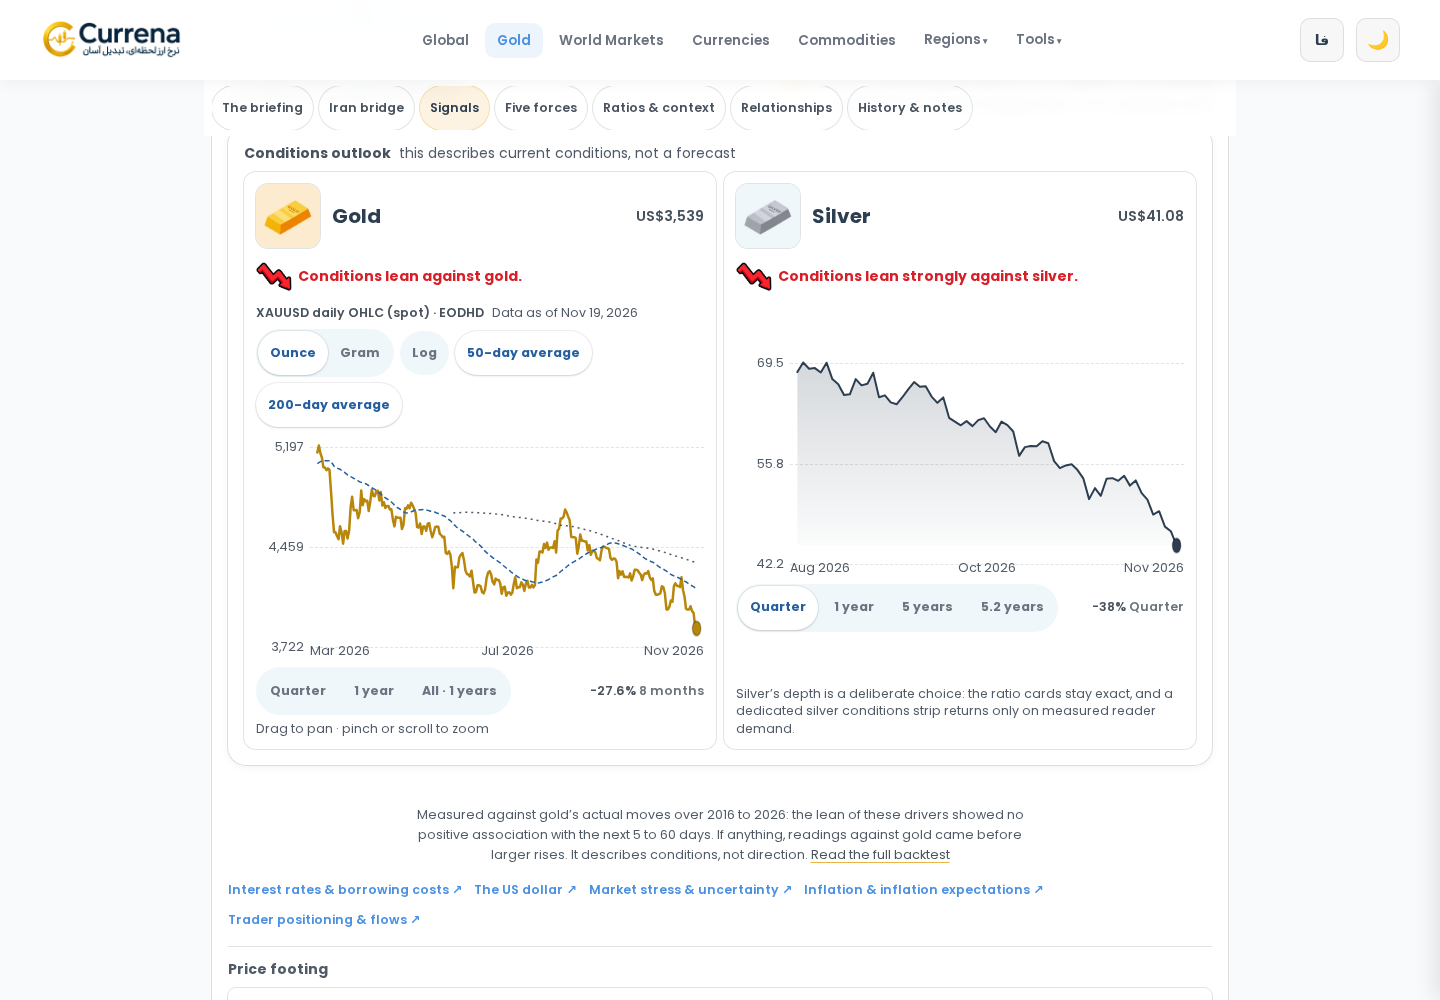 Currena
نرخ ارز لحظه‌ای، تبدیل آسان
Global
Gold
World Markets
Currencies
Commodities
Regions ▾
Tools ▾
فا
The briefing
Iran bridge
Signals
Five forces
Ratios & context
Relationships
History & notes
Conditions outlook this describes current conditions, not a forecast
Gold
US$3,539
Conditions lean against gold.
XAUUSD daily OHLC (spot) · EODHD Data as of Nov 19, 2026
Ounce
Gram
Log
50-day average
200-day average
5,197
4,459
3,722
Mar 2026
Jul 2026
Nov 2026
Quarter
1 year
All · 1 years
-27.6% 8 months
Drag to pan · pinch or scroll to zoom
Silver
US$41.08
Conditions lean strongly against silver.
69.5
55.8
42.2
Aug 2026
Oct 2026
Nov 2026
Quarter
1 year
5 years
5.2 years
-38% Quarter
Silver’s depth is a deliberate choice: the ratio cards stay exact, and a
dedicated silver conditions strip returns only on measured reader
demand.
Measured against gold’s actual moves over 2016 to 2026: the lean of these drivers showed no
positive association with the next 5 to 60 days. If anything, readings against gold came before
larger rises. It describes conditions, not direction. Read the full backtest
Interest rates & borrowing costs ↗ The US dollar ↗ Market stress & uncertainty ↗ Inflation & inflation expectations ↗
Trader positioning & flows ↗
Price footing